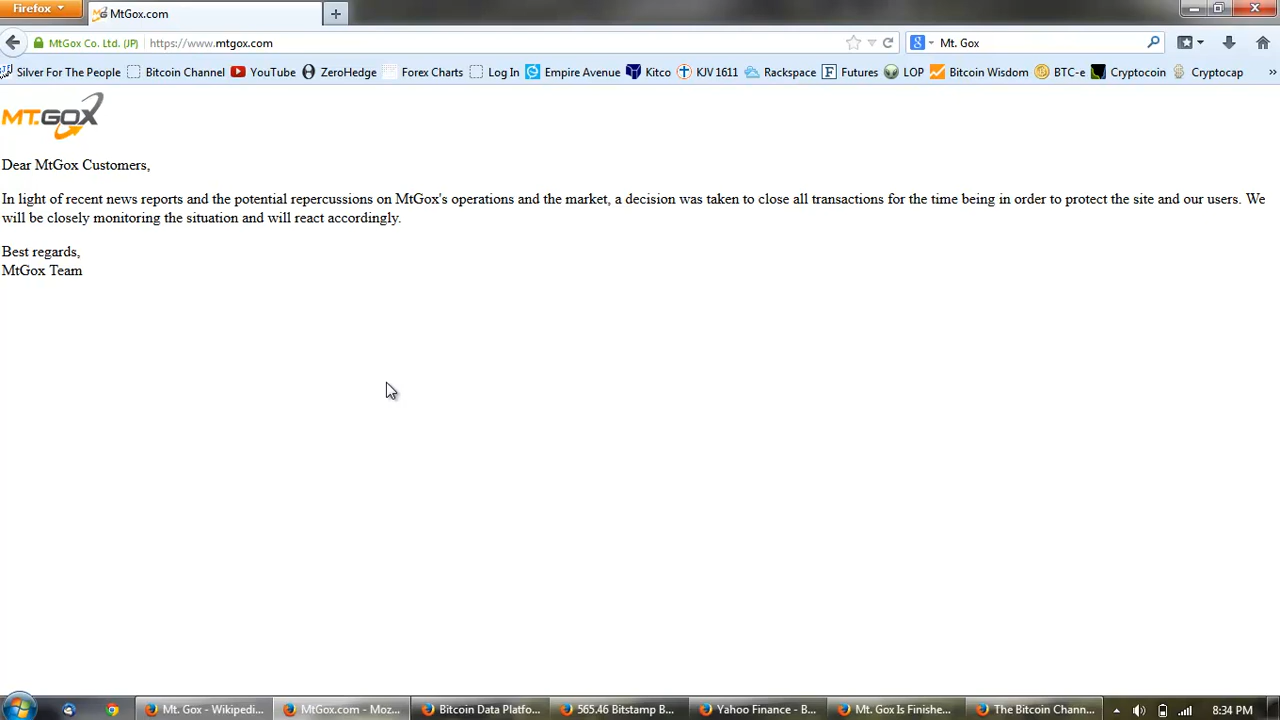 Firefox
MtGox.com
MtGox Co. Ltd. (JP)
https://www.mtgox.com
Mt. Gox
Silver For The People
Bitcoin Channel
YouTube
ZeroHedge
Forex Charts
Log In
Empire Avenue
Kitco
KJV 1611
Rackspace
Futures
LOP
Bitcoin Wisdom
BTC-e
Cryptocoin
Cryptocap
MT.GOX
Dear MtGox Customers,
In light of recent news reports and the potential repercussions on MtGox's operations and the market, a decision was taken to close all transactions for the time being in order to protect the site and our users. We
will be closely monitoring the situation and will react accordingly.
Best regards,
MtGox Team
Mt. Gox - Wikipedi...
MtGox.com - Moz...
Bitcoin Data Platfo...
565.46 Bitstamp B...
Yahoo Finance - B...
Mt. Gox Is Finishe...
The Bitcoin Chann...
8:34 PM